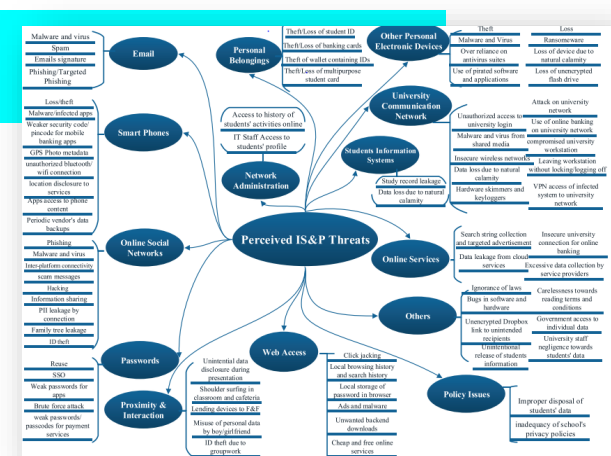 Malware and virus
Spam
Emails signature
Phishing/Targeted
Phishing
Email
Loss/theft
Malware/infected apps
Weaker security code/
pincode for mobile
banking apps
GPS Photo metadata
unauthorized bluetooth/
wifi connection
location disclosure to
services
Apps access to phone
content
Periodic vendor's data
backups
Smart Phones
Phishing
Malware and virus
Inter-platform connectivity
scam messages
Hacking
Information sharing
PII leakage by
connection
Family tree leakage
ID theft
Online Social
Networks
Reuse
SSO
Weak passwords for
apps
Brute force attack
weak passwords/
passcodes for payment
services
Passwords
Personal
Belongings
Theft/Loss of student ID
Theft/Loss of banking cards
Theft of wallet containing IDs
Theft/Loss of multipurpose
student card
Access to history of
students' activities online
IT Staff Access to
students' profile
Network
Administration
Students Information
Systems
Study record leakage
Data loss due to natural
calamity
Perceived IS&P Threats
Other Personal
Electronic Devices
Theft
Malware and Virus
Over reliance on
antivirus suites
Use of pirated software
and applications
Loss
Ransomeware
Loss of device due to
natural calamity
Loss of unencrypted
flash drive
University
Communication
Network
Unauthorized access to
university login
Malware and virus from
shared media
Insecure wireless networks
Data loss due to natural
calamity
Hardware skimmers and
keyloggers
Attack on university
network
Use of online banking
on university network
compromised university
workstation
Leaving workstation
without locking/logging off
VPN access of infected
system to university
network
Online Services
Search string collection
and targeted advertisement
Data leakage from cloud
services
Insecure university
connection for online
banking
Excessive data collection by
service providers
Others
Ignorance of laws
Bugs in software and
hardware
Unencrypted Dropbox
link to unintended
recipients
Unintentional
release of students
information
Carelessness towards
reading terms and
conditions
Government access to
individual data
University staff
negligence towards
students' data
Policy Issues
Improper disposal of
students' data
inadequacy of school's
privacy policies
Web Access
Click jacking
Local browsing history
and search history
Local storage of
password in browser
Ads and malware
Unwanted backend
downloads
Cheap and free online
services
Proximity &
Interaction
Unintential data
disclosure during
presentation
Shoulder surfing in
classroom and cafeteria
Lending devices to F&F
Misuse of personal data
by boy/girlfriend
ID theft due to
groupwork